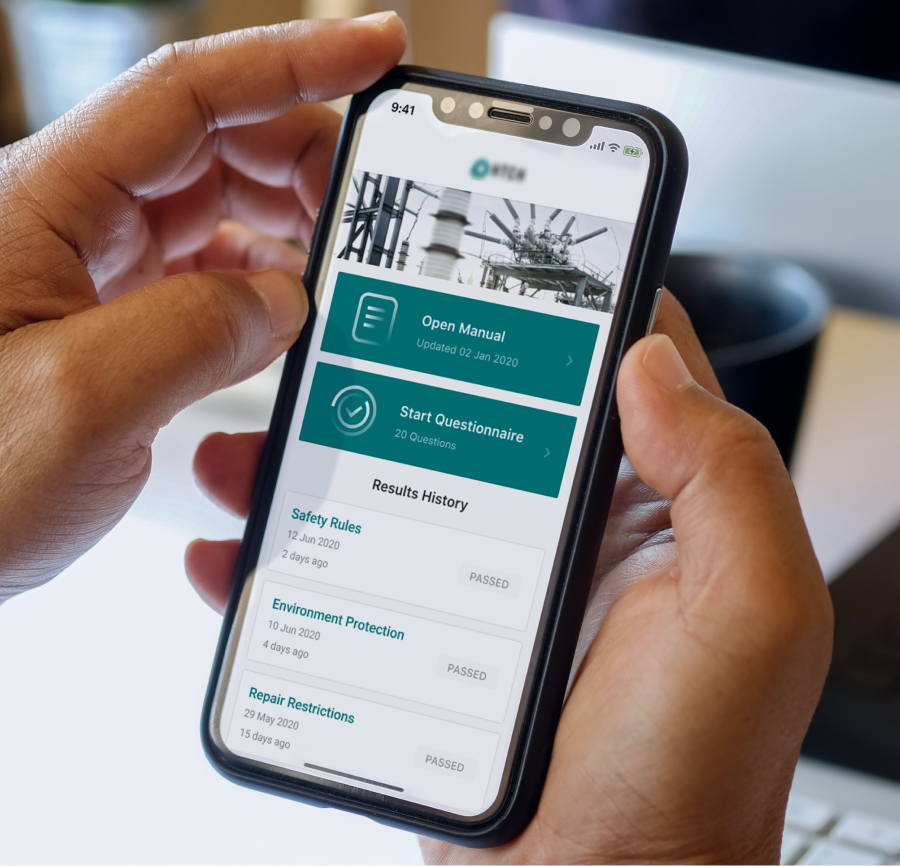 9:41
Open Manual
Updated 02 Jan 2020
Start Questionnaire
20 Questions
Results History
Safety Rules
12 Jun 2020
2 days ago
PASSED
Environment Protection
10 Jun 2020
4 days ago
PASSED
Repair Restrictions
29 May 2020
15 days ago
PASSED